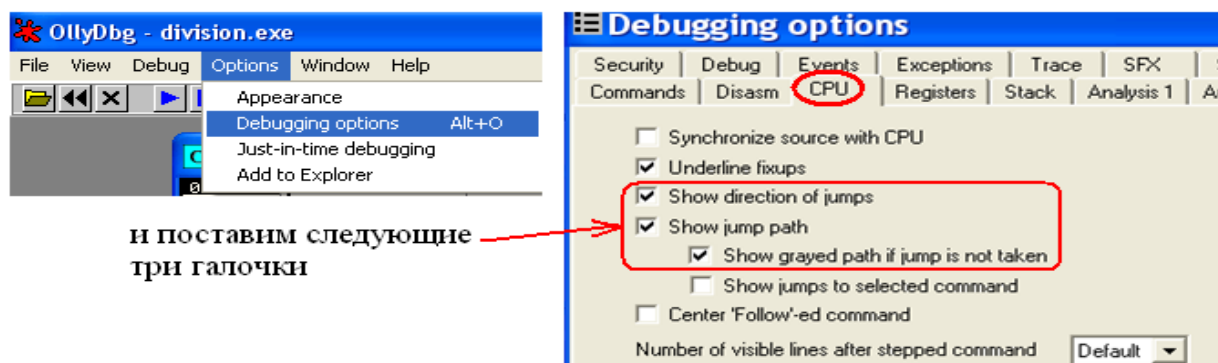 OllyDbg - division.exe
File View Debug Options Window Help
Appearance
Debugging options Alt+O
Just-in-time debugging
Add to Explorer
и поставим следующие
три галочки
Debugging options
Security Debug Events Exceptions Trace SFX
Commands Disasm CPU Registers Stack Analysis 1
Synchronize source with CPU
Underline fixups
Show direction of jumps
Show jump path
Show grayed path if jump is not taken
Show jumps to selected command
Center 'Follow'-ed command
Number of visible lines after stepped command Default